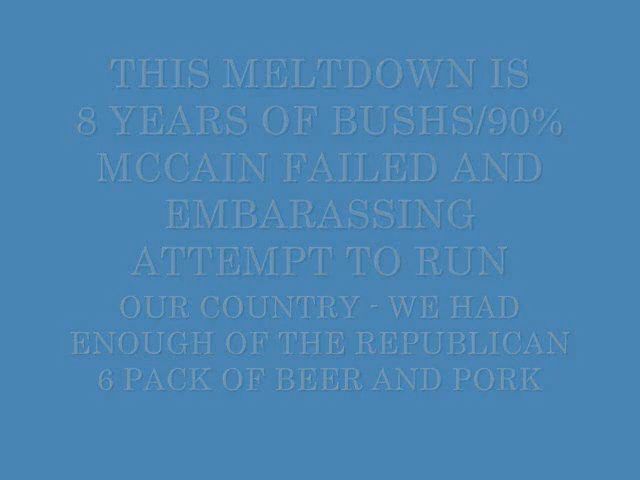 THIS MELTDOWN IS
8 YEARS OF BUSHS/90%
MCCAIN FAILED AND
EMBARASSING
ATTEMPT TO RUN
OUR COUNTRY - WE HAD
ENOUGH OF THE REPUBLICAN
6 PACK OF BEER AND PORK